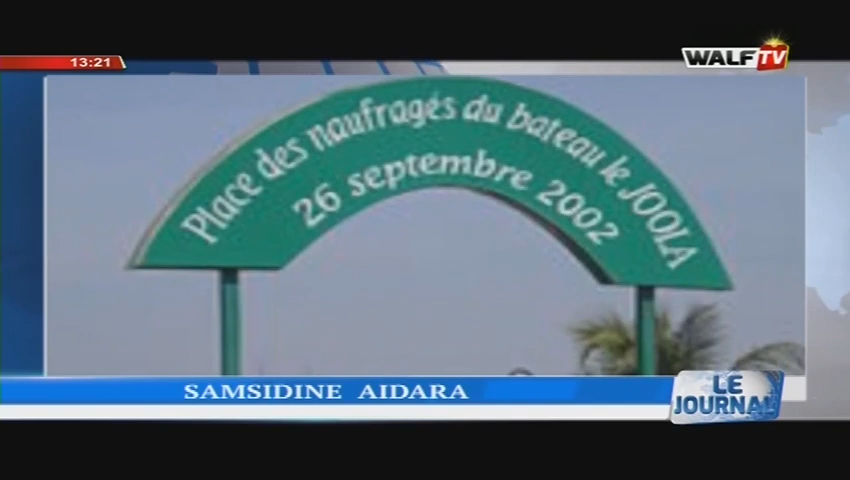 13:21
WALF TV
Place des naufragés du bateau le JOOLA
26 septembre 2002
SAMSIDINE AIDARA
LE
JOURNAL